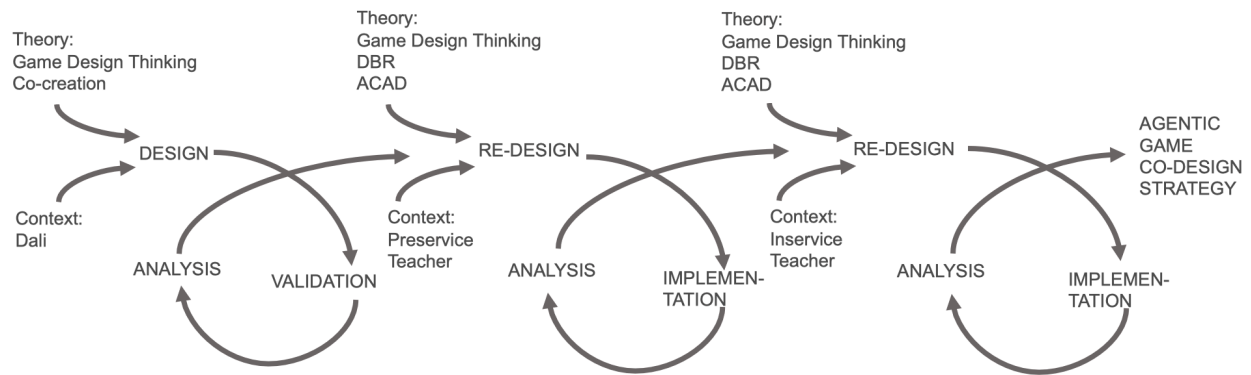 Theory:
Game Design Thinking
Co-creation
DESIGN
Context:
Dali
ANALYSIS
VALIDATION
Theory:
Game Design Thinking
DBR
ACAD
RE-DESIGN
Context:
Preservice
Teacher
ANALYSIS
IMPLEMEN-
TATION
Theory:
Game Design Thinking
DBR
ACAD
RE-DESIGN
Context:
Inservice
Teacher
ANALYSIS
IMPLEMEN-
TATION
AGENTIC
GAME
CO-DESIGN
STRATEGY